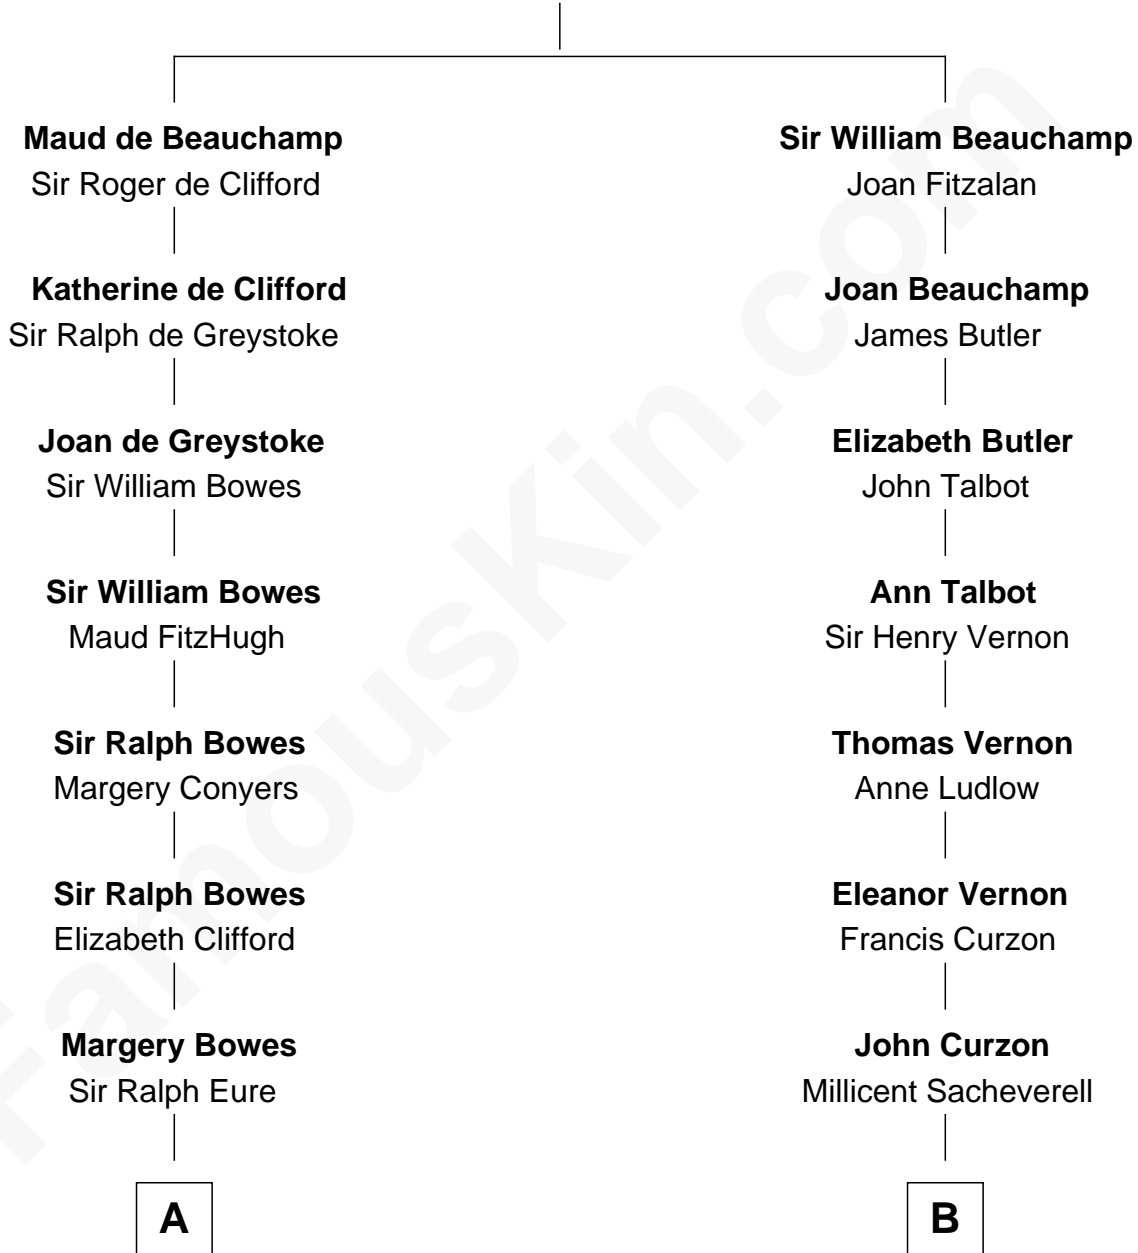 Maud de Beauchamp
Sir Roger de Clifford
Katherine de Clifford
Sir Ralph de Greystoke
Joan de Greystoke
Sir William Bowes
Sir William Bowes
Maud FitzHugh
Sir Ralph Bowes
Margery Conyers
Sir Ralph Bowes
Elizabeth Clifford
Margery Bowes
Sir Ralph Eure
A
Sir William Beauchamp
Joan Fitzalan
Joan Beauchamp
James Butler
Elizabeth Butler
John Talbot
Ann Talbot
Sir Henry Vernon
Thomas Vernon
Anne Ludlow
Eleanor Vernon
Francis Curzon
John Curzon
Millicent Sacheverell
B
FamousKin.com